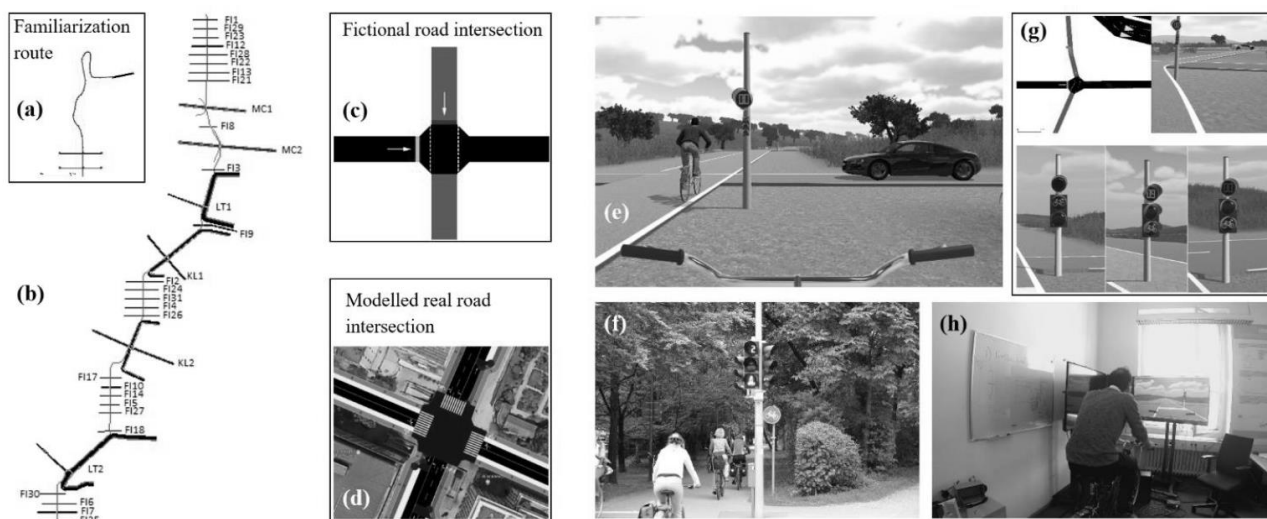 Familiarization
route
(a)
FI1
FI29
FI23
FI12
FI28
FI22
FI13
FI21
MC1
FI8
MC2
FI3
LT1
FI9
KL1
FI2
FI24
FI31
FI4
FI26
(b)
KL2
FI17
FI10
FI14
FI5
FI27
FI18
LT2
FI30
FI6
FI7
Fictional road intersection
(c)
Modelled real road
intersection
(d)
(e)
(f)
2
(g)
(h)